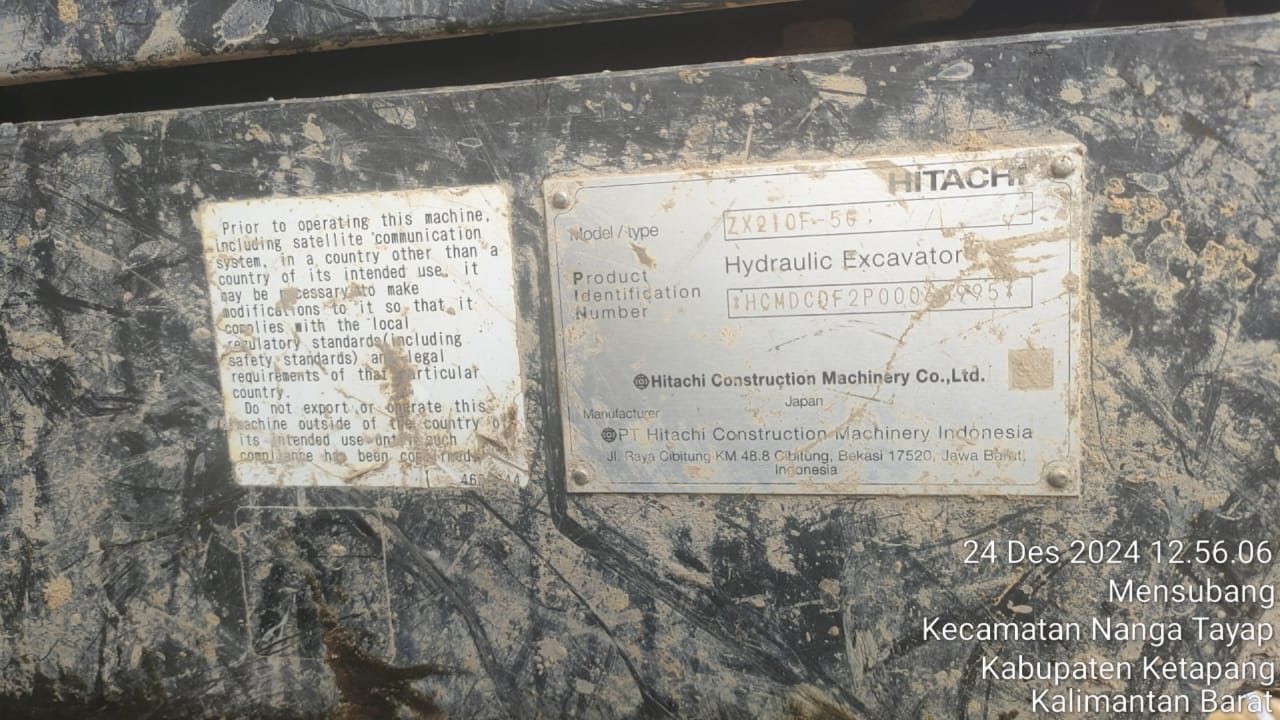 Prior to operating this machine,
including satellite communication
system, in a country other than a
country of its intended use, it
may be necessary to make
modifications to it so that it
complies with the local
regulatory standards(including
safety standards) and legal
requirements of that particular
country.
Do not export or operate this
machine outside of the country of
its intended use until such
compliance has been confirmed.
HITACHI
Model/type
ZX210F-5G
Hydraulic Excavator
Product
Identification
Number
Hitachi Construction Machinery Co.,Ltd.
Japan
Manufacturer
PT Hitachi Construction Machinery Indonesia
Jl. Raya Cibitung KM 48.8 Cibitung, Bekasi 17520, Jawa Barat,
Indonesia
24 Des 2024 12.56.06
Mensubang
Kecamatan Nanga Tayap
Kabupaten Ketapang
Kalimantan Barat